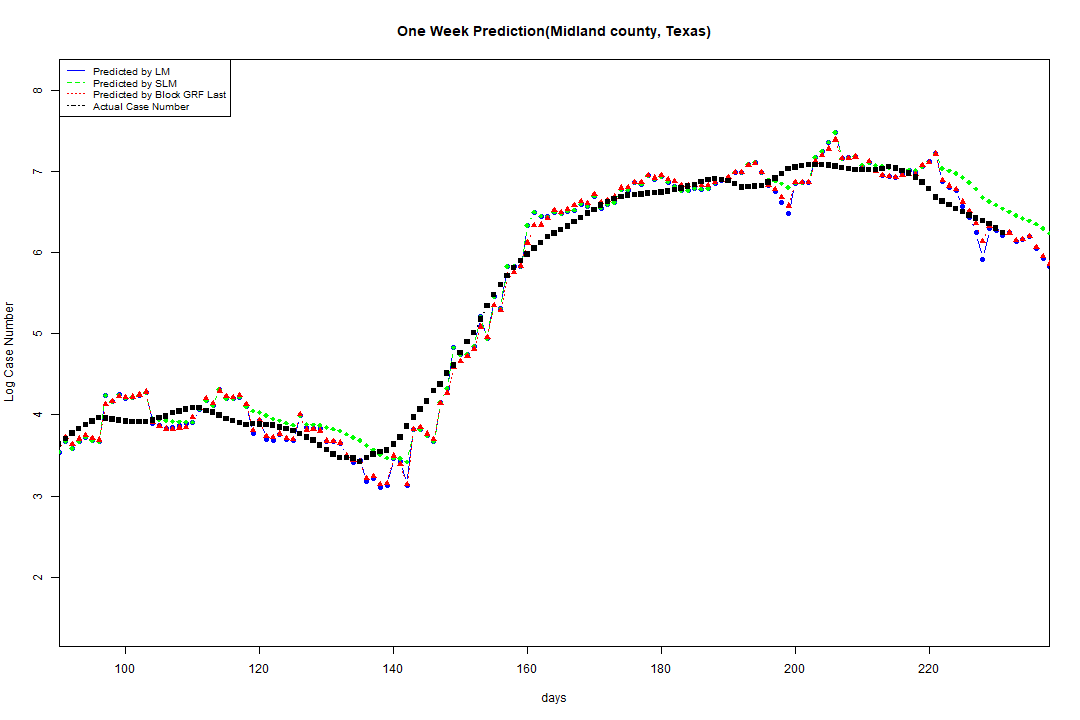 One Week Prediction(Midland county, Texas)
Predicted by LM
Predicted by SLM
Predicted by Block GRF Last
Actual Case Number
8
7
6
5
4
3
2
Log Case Number
100 120 140 160 180 200 220
days